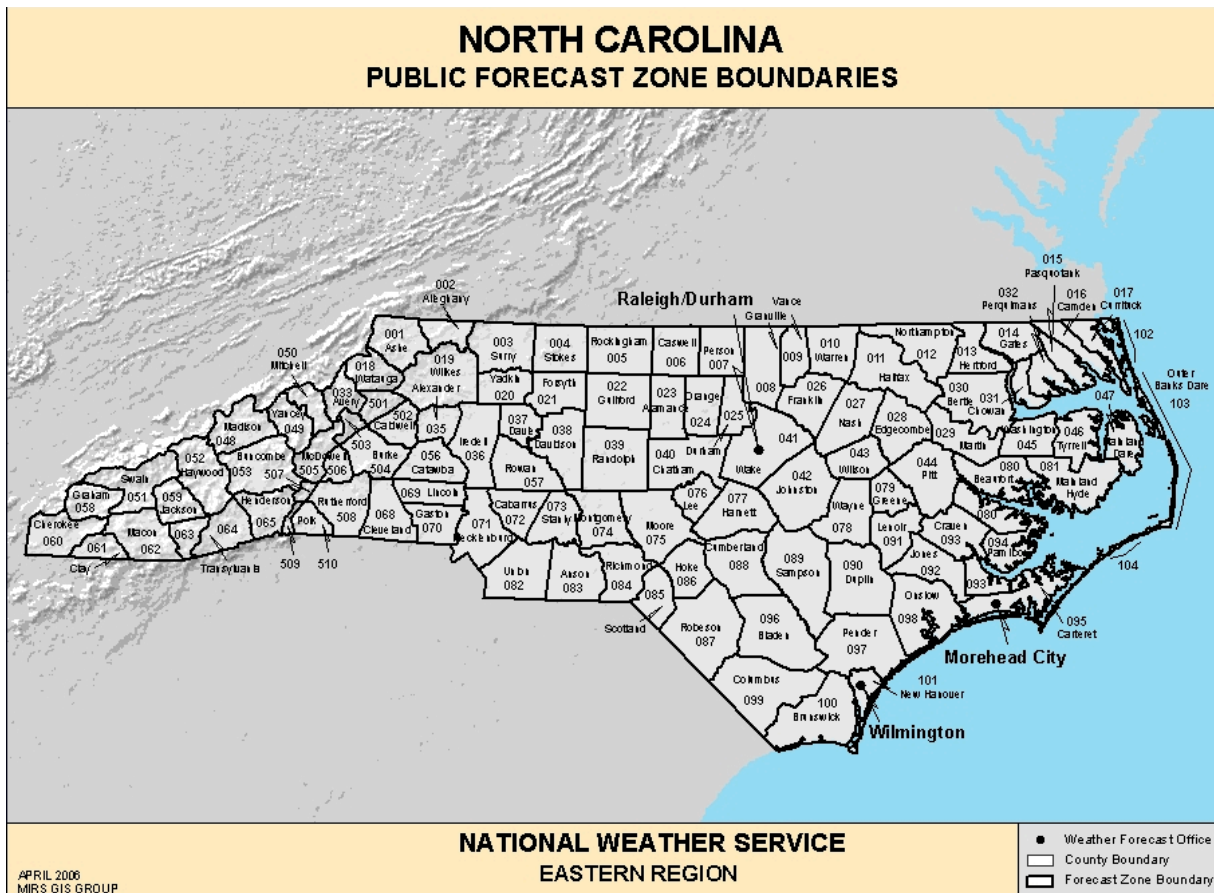 NORTH CAROLINA
PUBLIC FORECAST ZONE BOUNDARIES
015
Pasquotank
002
Alleghany
Raleigh/Durham
Vance
Granville
032
Perquimans
016
Camden
017
Currituck
001
Ashe
003
Surry
004
Stokes
Rockingham
005
Caswell
006
Person
007
009
010
Warren
Northampton
012
011
Halifax
013
Hertford
014
Gates
102
050
Mitchell
018
Watauga
019
Wilkes
Yadkin
020
Forsyth
021
022
Guilford
023
Alamance
Orange
024
025
Durham
008
026
Franklin
027
Nash
028
Edgecombe
029
Martin
030
Bertie
031
Chowan
Outer
Banks Dare
103
033
Avery
501
502
Caldwell
Alexander
035
Iredell
036
037
Davie
038
Davidson
039
Randolph
040
Chatham
041
Wake
Washington
045
046
Tyrrell
047
Mainland
Dare
Madison
048
Yancey
049
503
Burke
504
McDowell
505
506
507
056
Catawba
Rowan
057
042
Johnston
043
Wilson
044
Pitt
080
Beaufort
081
Mainland
Hyde
052
Haywood
Buncombe
053
Swain
051
Graham
058
059
Jackson
Cherokee
060
061
Clay
Macon
062
063
064
Transylvania
Henderson
065
509
Polk
510
Rutherford
508
068
Cleveland
069
Lincoln
Gaston
070
071
Mecklenburg
Cabarrus
072
073
Stanly
Montgomery
074
Moore
075
076
Lee
077
Harnett
Wayne
078
079
Greene
Lenoir
091
Craven
093
080
094
Pamlico
Jones
092
093
104
095
Carteret
Union
082
Anson
083
Richmond
084
085
Scotland
Hoke
086
Cumberland
088
089
Sampson
090
Duplin
Onslow
098
Robeson
087
096
Bladen
Pender
097
Morehead City
Columbus
099
100
Brunswick
101
New Hanover
Wilmington
NATIONAL WEATHER SERVICE
EASTERN REGION
APRIL 2006
MIRS GIS GROUP
Weather Forecast Office
County Boundary
Forecast Zone Boundary